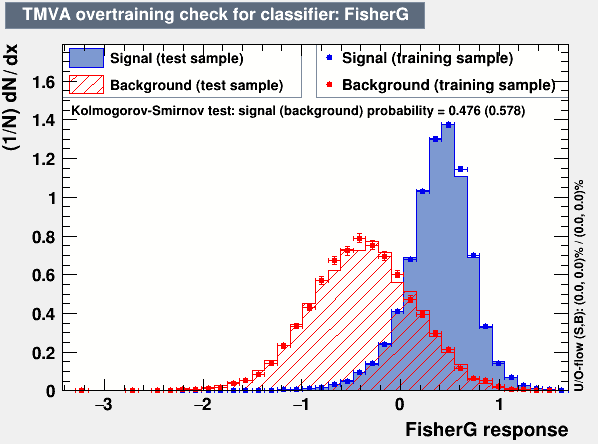 TMVA overtraining check for classifier: FisherG
(1/N) dN/dx
Signal (test sample)
Background (test sample)
Signal (training sample)
Background (training sample)
Kolmogorov-Smirnov test: signal (background) probability = 0.476 (0.578)
1.6
1.4
1.2
1
0.8
0.6
0.4
0.2
0
−3
−2
−1
0
1
FisherG response
U/O-flow (S,B): (0.0, 0.0)% / (0.0, 0.0)%